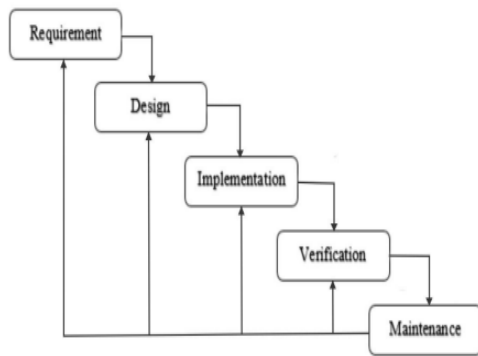 Requirement
Design
Implementation
Verification
Maintenance